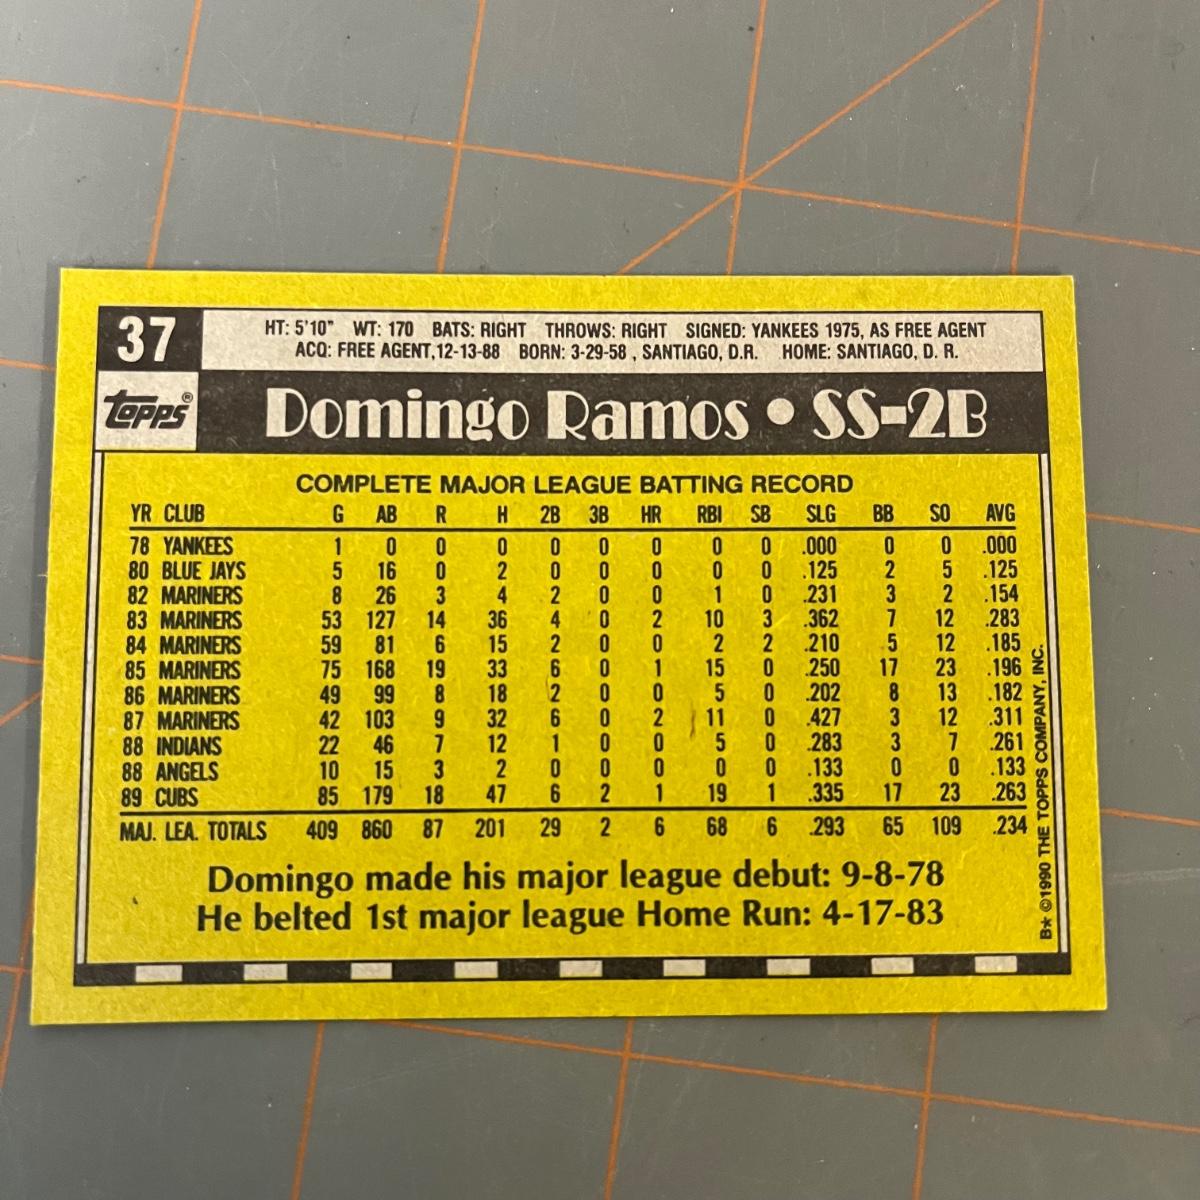 37
HT: 5'10" WT: 170 BATS: RIGHT THROWS: RIGHT SIGNED: YANKEES 1975, AS FREE AGENT
ACQ: FREE AGENT, 12-13-88 BORN: 3-29-58 , SANTIAGO, D.R. HOME: SANTIAGO, D. R.
Topps®
Domingo Ramos • SS-2B
COMPLETE MAJOR LEAGUE BATTING RECORD
YR CLUB G AB R H 2B 3B HR RBI SB SLG BB SO AVG
78 YANKEES 1 0 0 0 0 0 0 0 0 .000 0 0 .000
80 BLUE JAYS 5 16 0 2 0 0 0 0 0 .125 2 5 .125
82 MARINERS 8 26 3 4 2 0 0 1 0 .231 3 2 .154
83 MARINERS 53 127 14 36 4 0 2 10 3 .362 7 12 .283
84 MARINERS 59 81 6 15 2 0 0 2 2 .210 5 12 .185
85 MARINERS 75 168 19 33 6 0 1 15 0 .250 17 23 .196
86 MARINERS 49 99 8 18 2 0 0 5 0 .202 8 13 .182
87 MARINERS 42 103 9 32 6 0 2 11 0 .427 3 12 .311
88 INDIANS 22 46 7 12 1 0 0 5 0 .283 3 7 .261
88 ANGELS 10 15 3 2 0 0 0 0 0 .133 0 0 .133
89 CUBS 85 179 18 47 6 2 1 19 1 .335 17 23 .263
MAJ. LEA. TOTALS 409 860 87 201 29 2 6 68 6 .293 65 109 .234
Domingo made his major league debut: 9-8-78
He belted 1st major league Home Run: 4-17-83
B* ©1990 THE TOPPS COMPANY, INC.